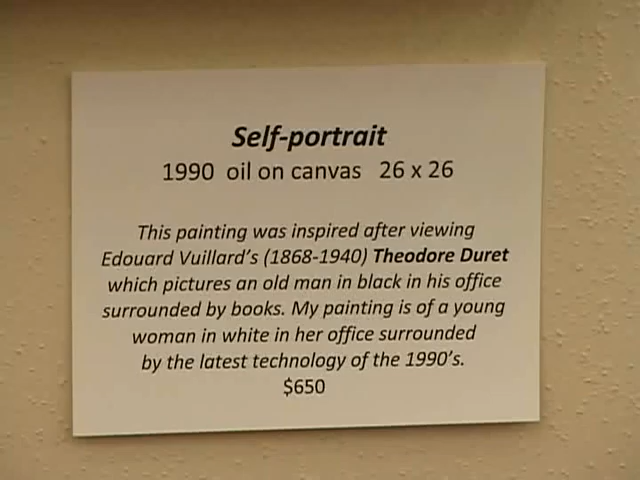 Self-portrait
1990 oil on canvas 26 x 26
This painting was inspired after viewing
Edouard Vuillard's (1868-1940) Theodore Duret
which pictures an old man in black in his office
surrounded by books. My painting is of a young
woman in white in her office surrounded
by the latest technology of the 1990's.
$650